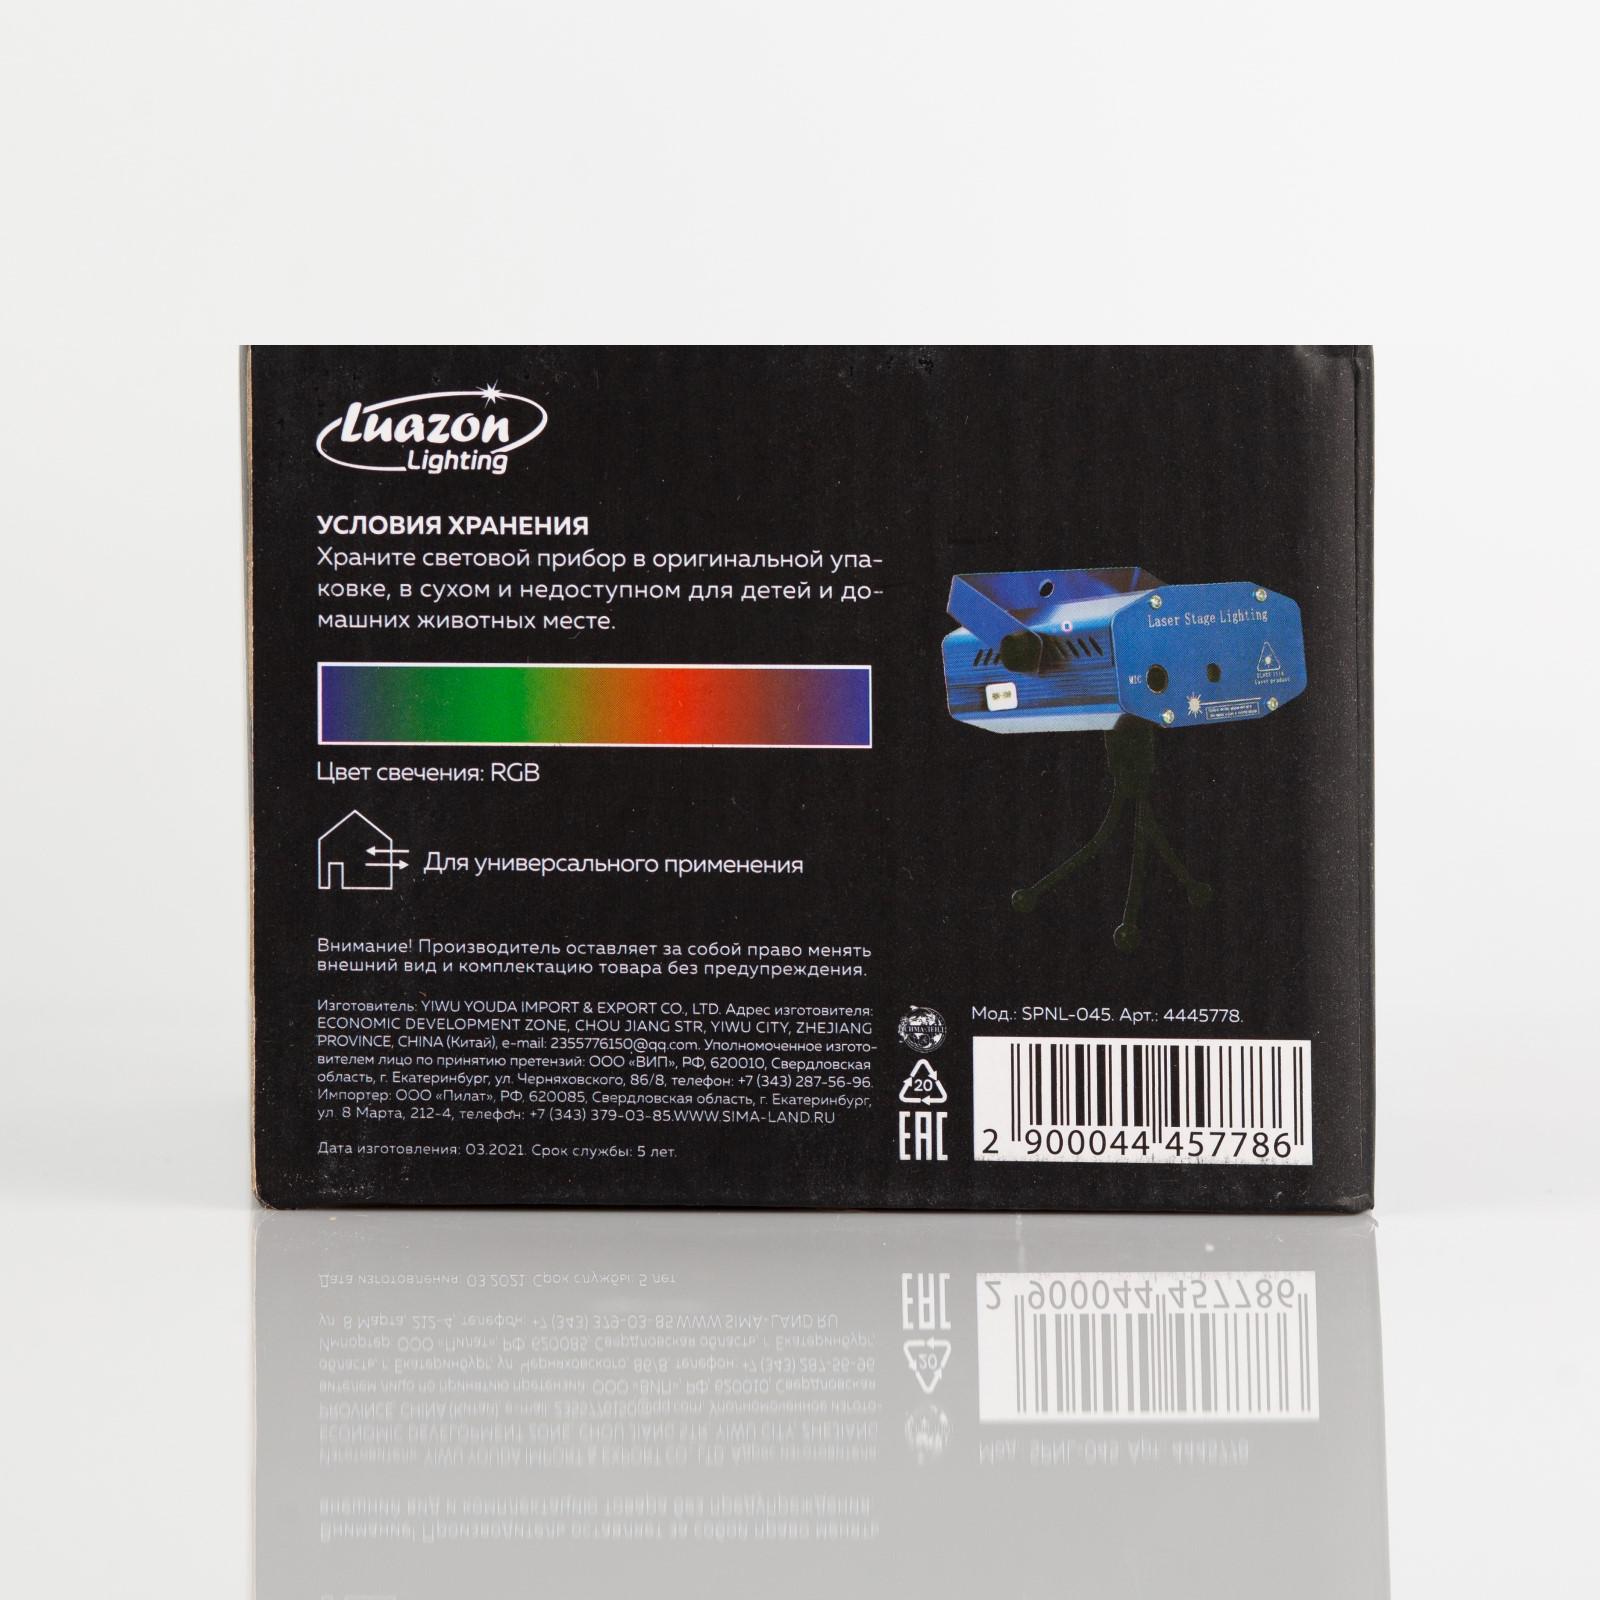 Luazon
Lighting
УСЛОВИЯ ХРАНЕНИЯ
Храните световой прибор в оригинальной упа-
ковке, в сухом и недоступном для детей и до-
машних животных месте.
Цвет свечения: RGB
Для универсального применения
Внимание! Производитель оставляет за собой право менять
внешний вид и комплектацию товара без предупреждения.
Изготовитель: YIWU YOUDA IMPORT & EXPORT CO., LTD. Адрес изготовителя:
ECONOMIC DEVELOPMENT ZONE, CHOU JIANG STR, YIWU CITY, ZHEJIANG
PROVINCE, CHINA (Китай), e-mail: 2355776150@qq.com. Уполномоченное изгото-
вителем лицо по принятию претензий: ООО «ВИП», РФ, 620010, Свердловская
область, г. Екатеринбург, ул. Черняховского, 86/8, телефон: +7 (343) 287-56-96.
Импортер: ООО «Пилат», РФ, 620085, Свердловская область, г. Екатеринбург,
ул. 8 Марта, 212-4, телефон: +7 (343) 379-03-85.WWW.SIMA-LAND.RU
Дата изготовления: 03.2021. Срок службы: 5 лет.
Laser Stage Lighting
MIC
СИМА-ЛЕНД
20
EAC
Мод.: SPNL-045. Арт.: 4445778.
2 900044 457786